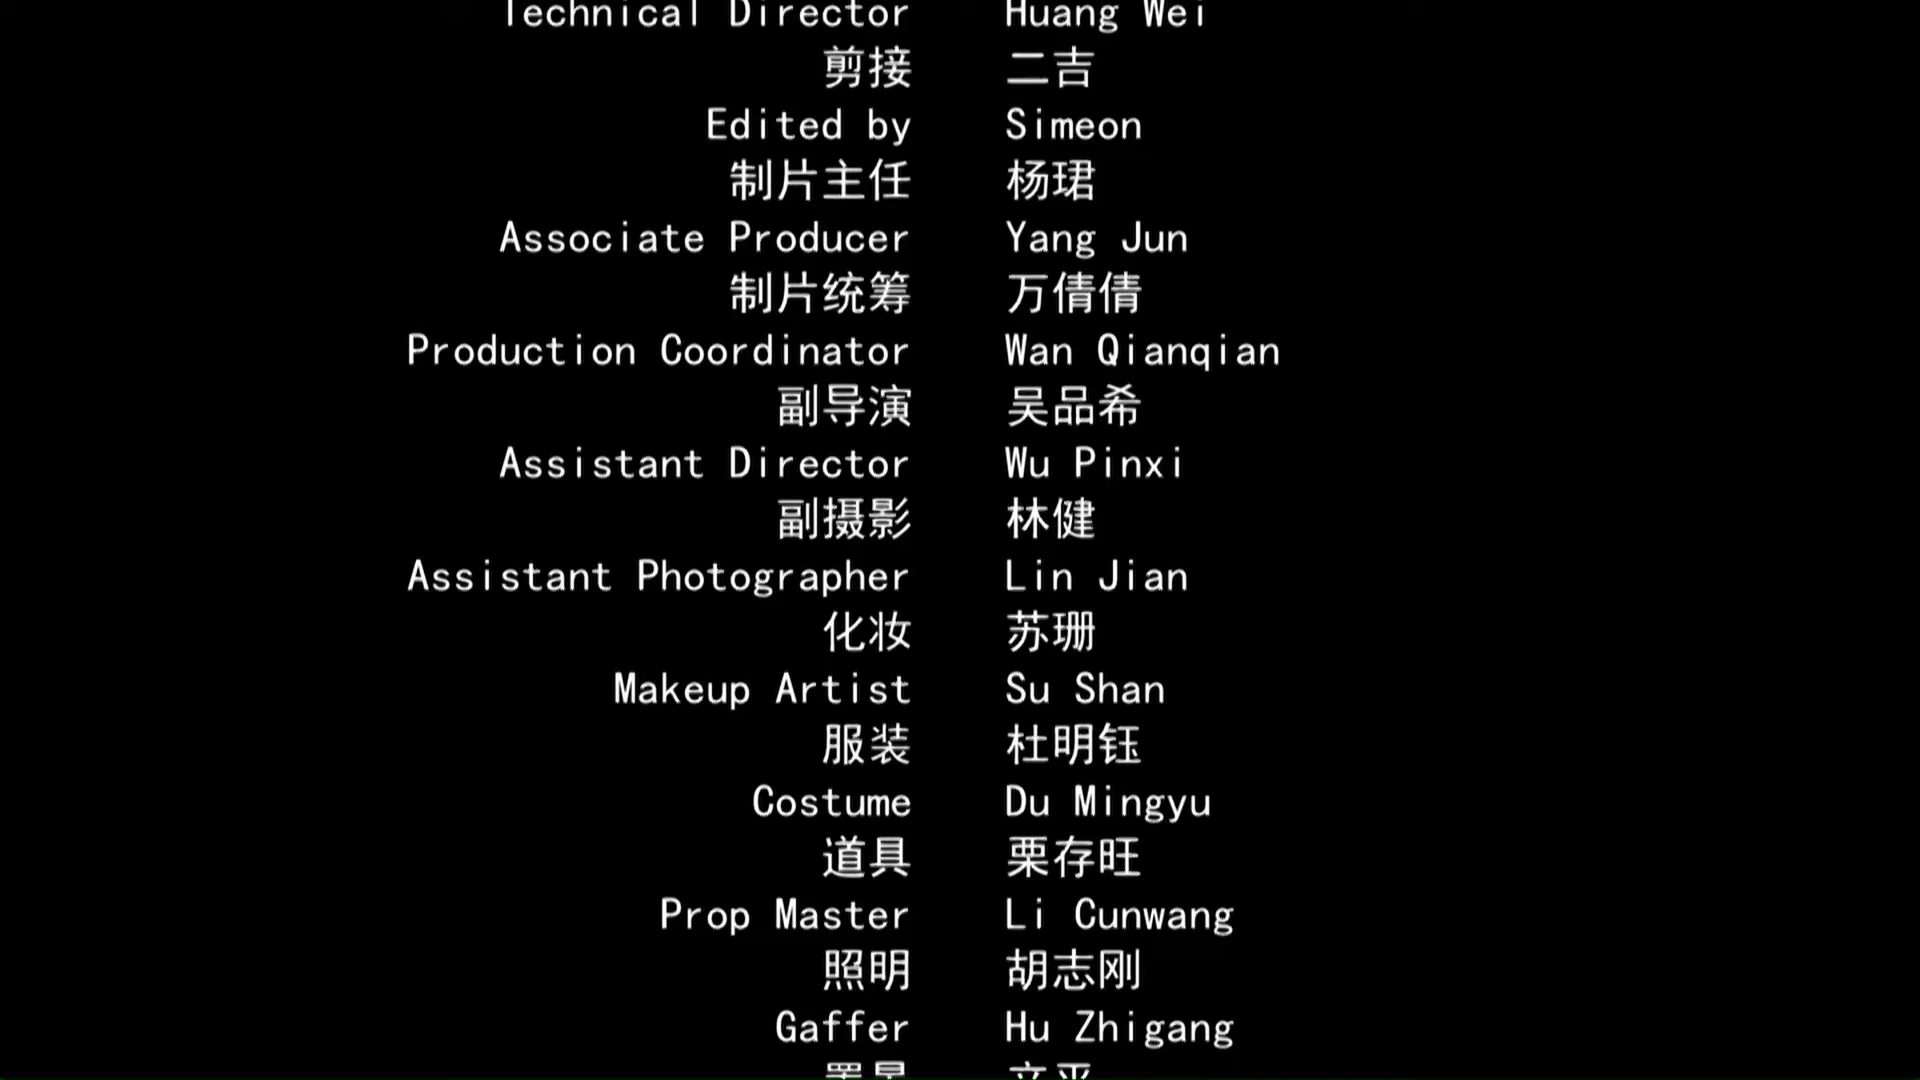 Technical Director Huang Wei
剪接 二吉
Edited by Simeon
制片主任 杨珺
Associate Producer Yang Jun
制片统筹 万倩倩
Production Coordinator Wan Qianqian
副导演 吴品希
Assistant Director Wu Pinxi
副摄影 林健
Assistant Photographer Lin Jian
化妆 苏珊
Makeup Artist Su Shan
服装 杜明钰
Costume Du Mingyu
道具 栗存旺
Prop Master Li Cunwang
照明 胡志刚
Gaffer Hu Zhigang